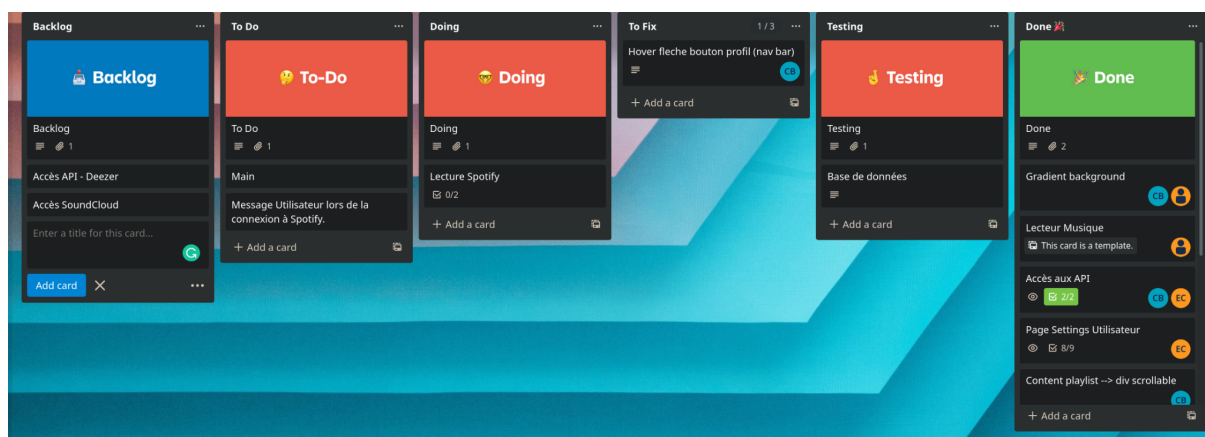 Backlog
Backlog
Backlog
1
Accès API - Deezer
Accès SoundCloud
Enter a title for this card...
Add card
To Do
To-Do
To Do
1
Main
Message Utilisateur lors de la
connexion à Spotify.
+ Add a card
Doing
Doing
Doing
1
Lecture Spotify
0/2
+ Add a card
To Fix 1 / 3
Hover fleche bouton profil (nav bar)
CB
+ Add a card
Testing
Testing
Testing
1
Base de données
+ Add a card
Done
Done
Done
2
Gradient background
CB
Lecteur Musique
This card is a template.
Accès aux API
2/2 CB EC
Page Settings Utilisateur
8/9 EC
Content playlist --> div scrollable
CB
+ Add a card